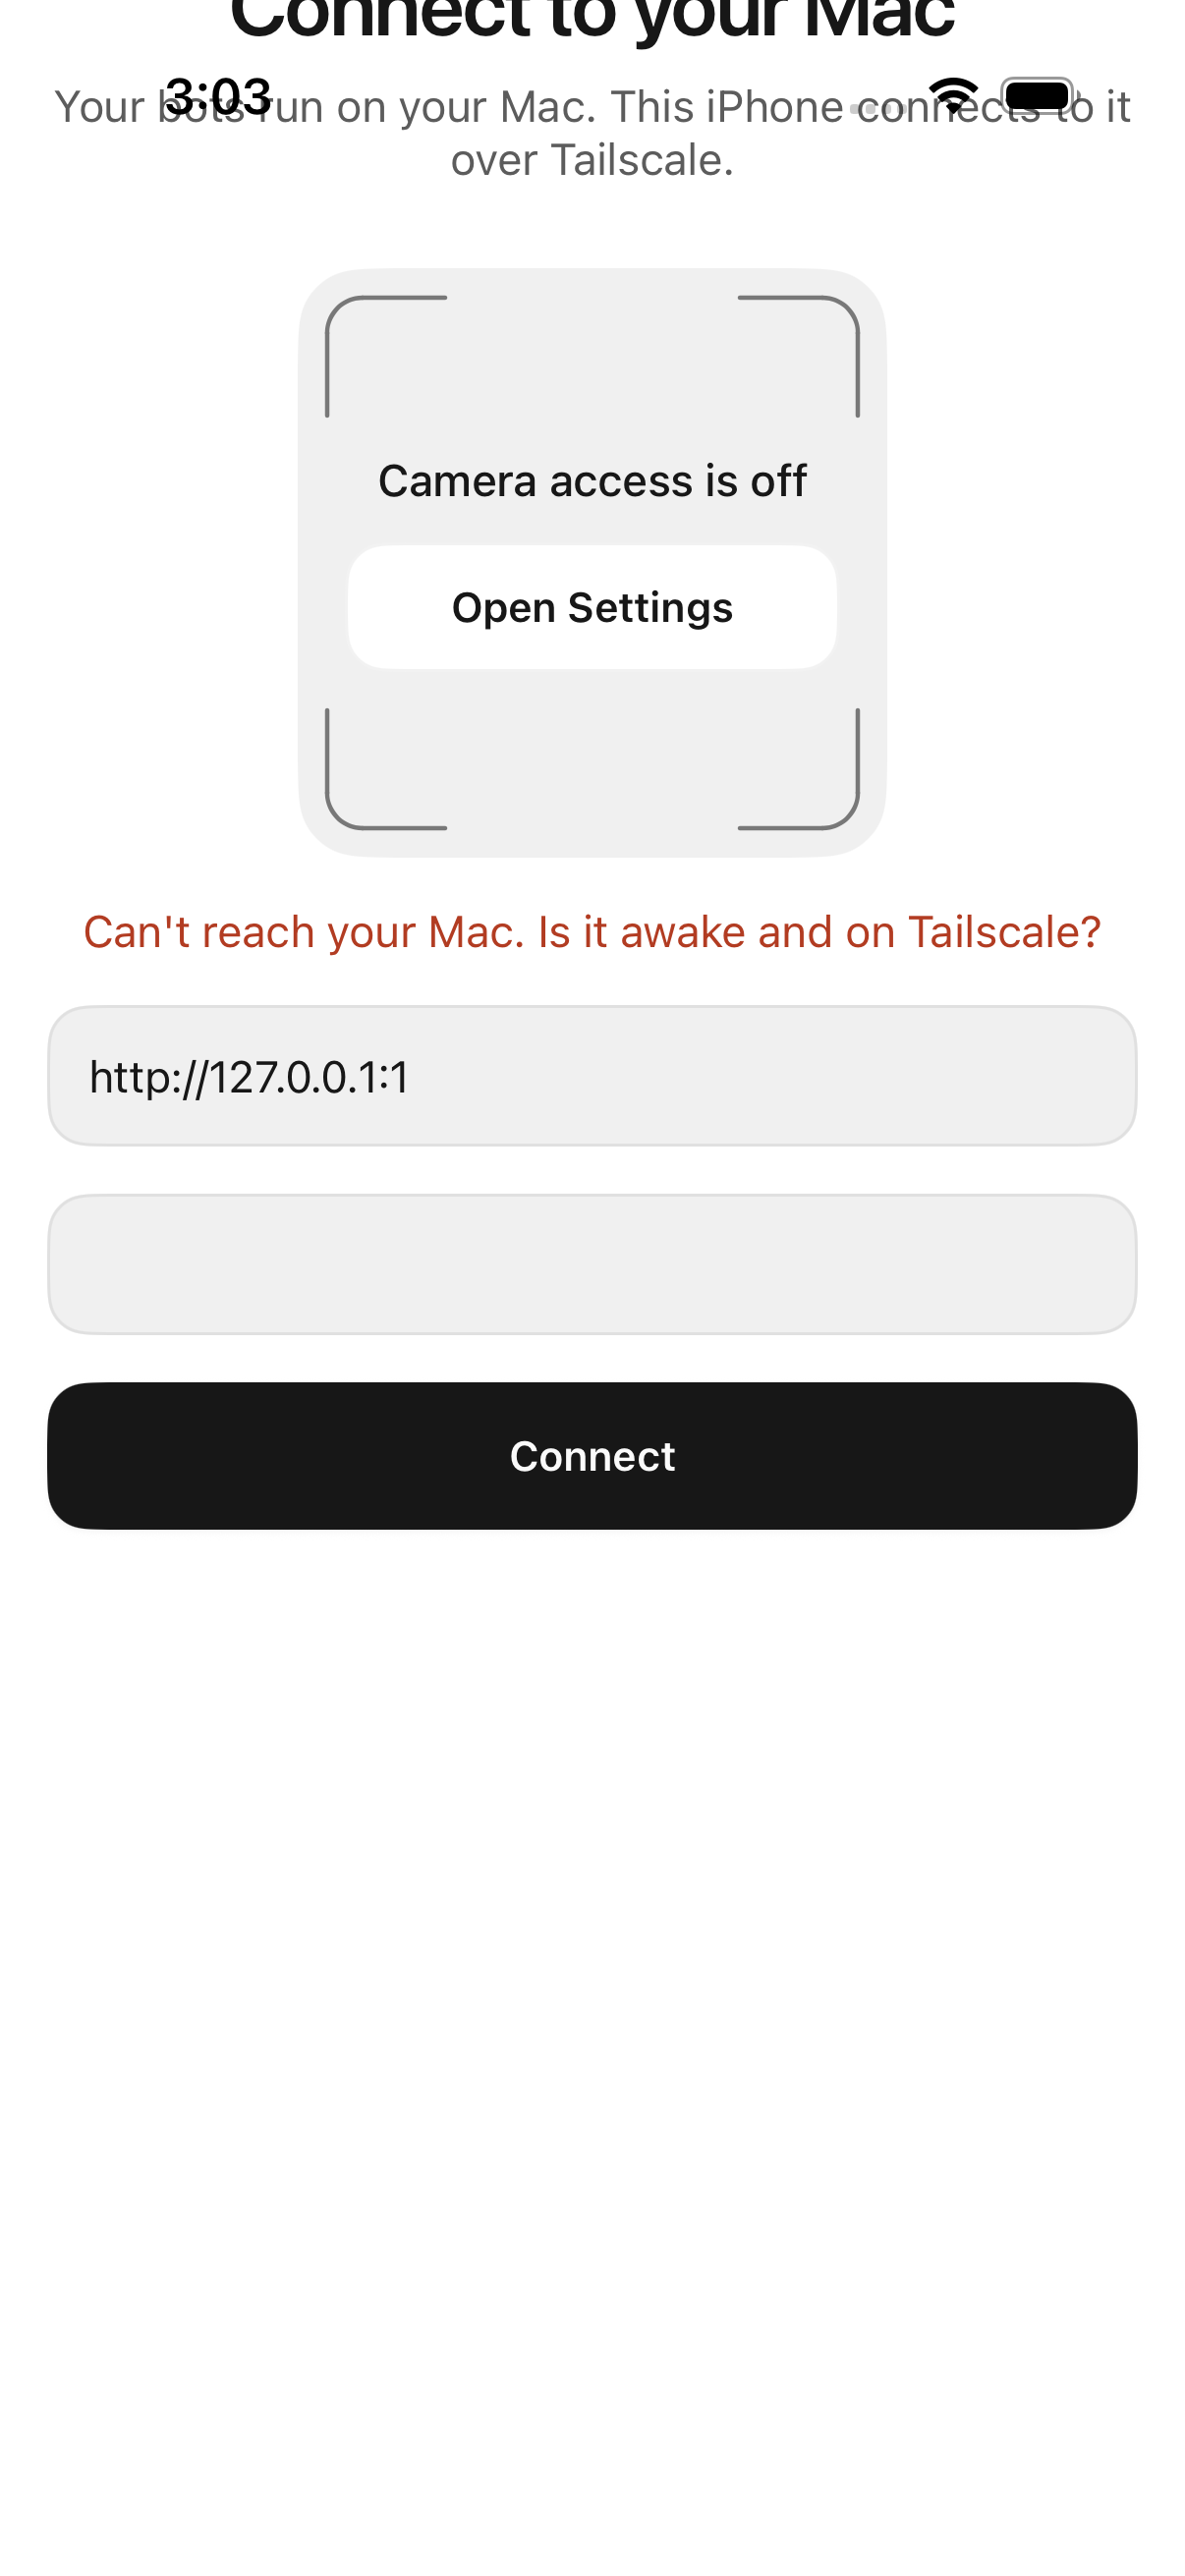 Connect to your Mac
3:03
Your bots run on your Mac. This iPhone connects to it
over Tailscale.
Camera access is off
Open Settings
Can't reach your Mac. Is it awake and on Tailscale?
http://127.0.0.1:1
Connect